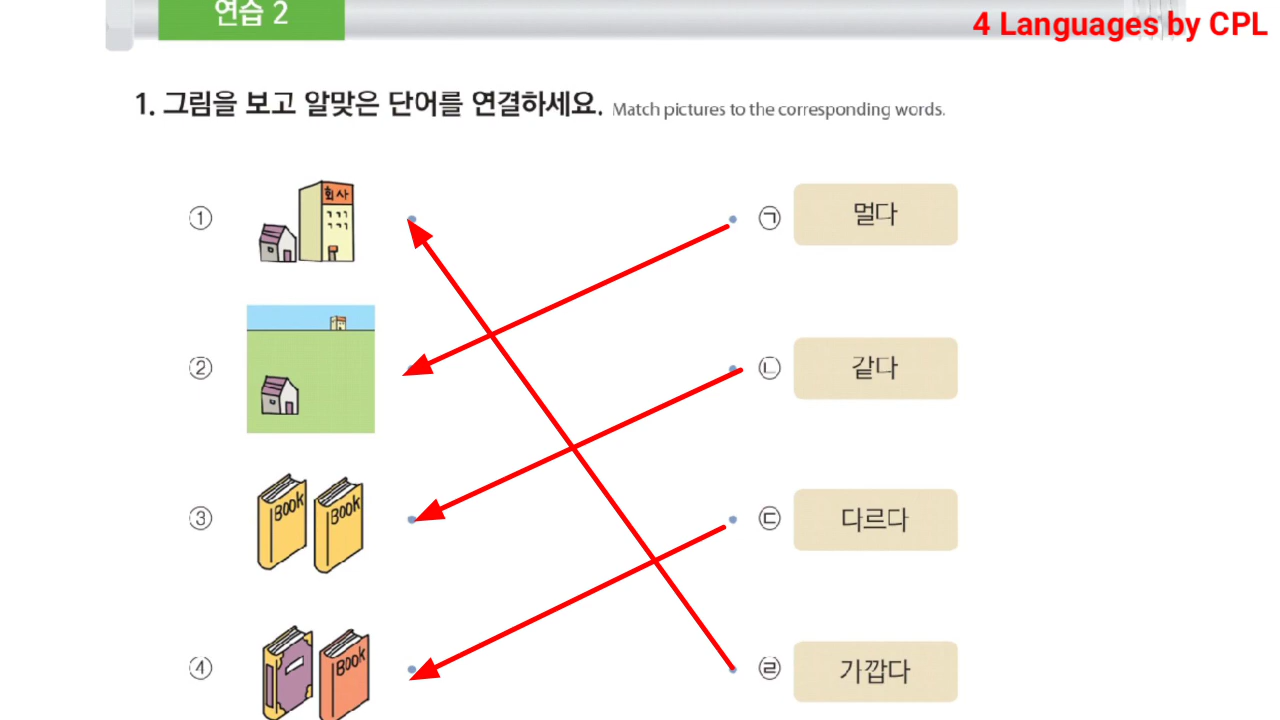 연습 2
4 Languages by CPL
1. 그림을 보고 알맞은 단어를 연결하세요. Match pictures to the corresponding words.
① 회사 ㉠ 멀다
② ㉡ 같다
③ BOOK BOOK ㉢ 다르다
④ BOOK ㉣ 가깝다